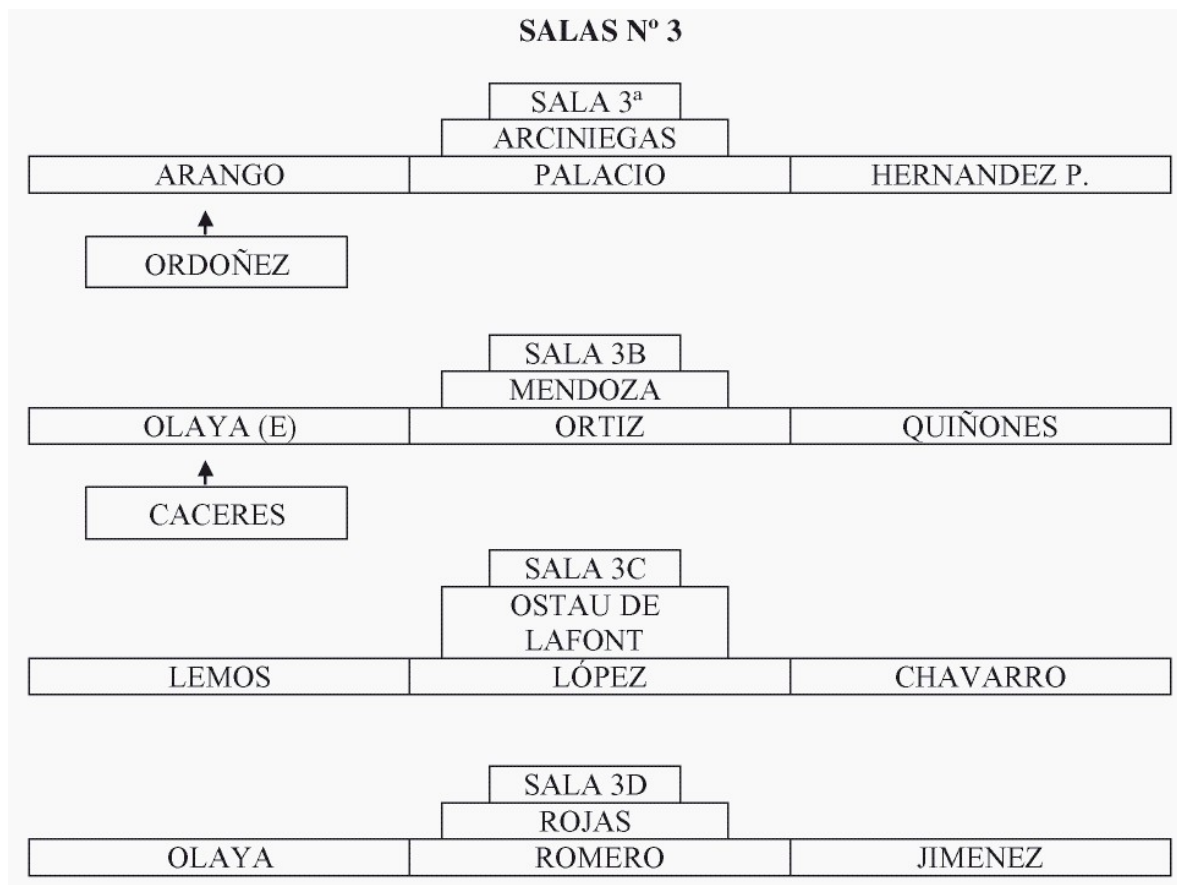 SALAS Nº 3
SALA 3ª
ARCINIEGAS
ARANGO PALACIO HERNANDEZ P.
ORDOÑEZ
SALA 3B
MENDOZA
OLAYA (E) ORTIZ QUIÑONES
CACERES
SALA 3C
OSTAU DE
LAFONT
LEMOS LÓPEZ CHAVARRO
SALA 3D
ROJAS
OLAYA ROMERO JIMENEZ